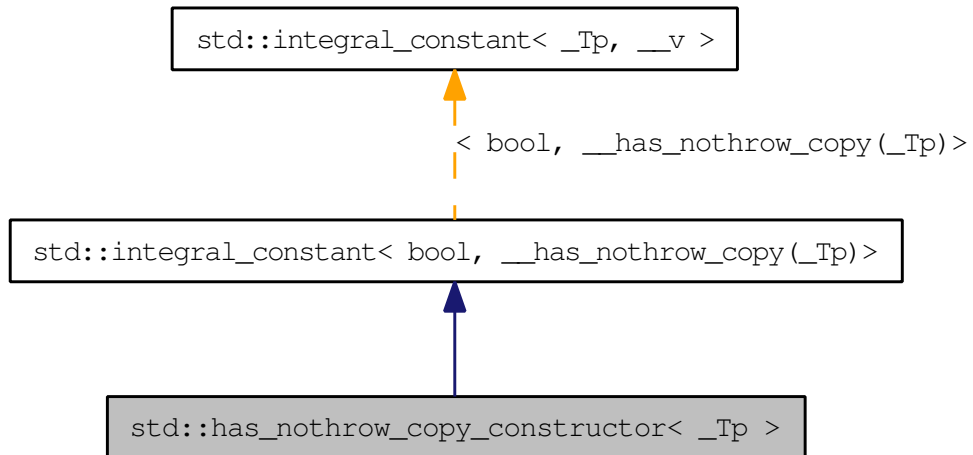 std::integral_constant< _Tp, __v >
< bool, __has_nothrow_copy(_Tp)>
std::integral_constant< bool, __has_nothrow_copy(_Tp)>
std::has_nothrow_copy_constructor< _Tp >